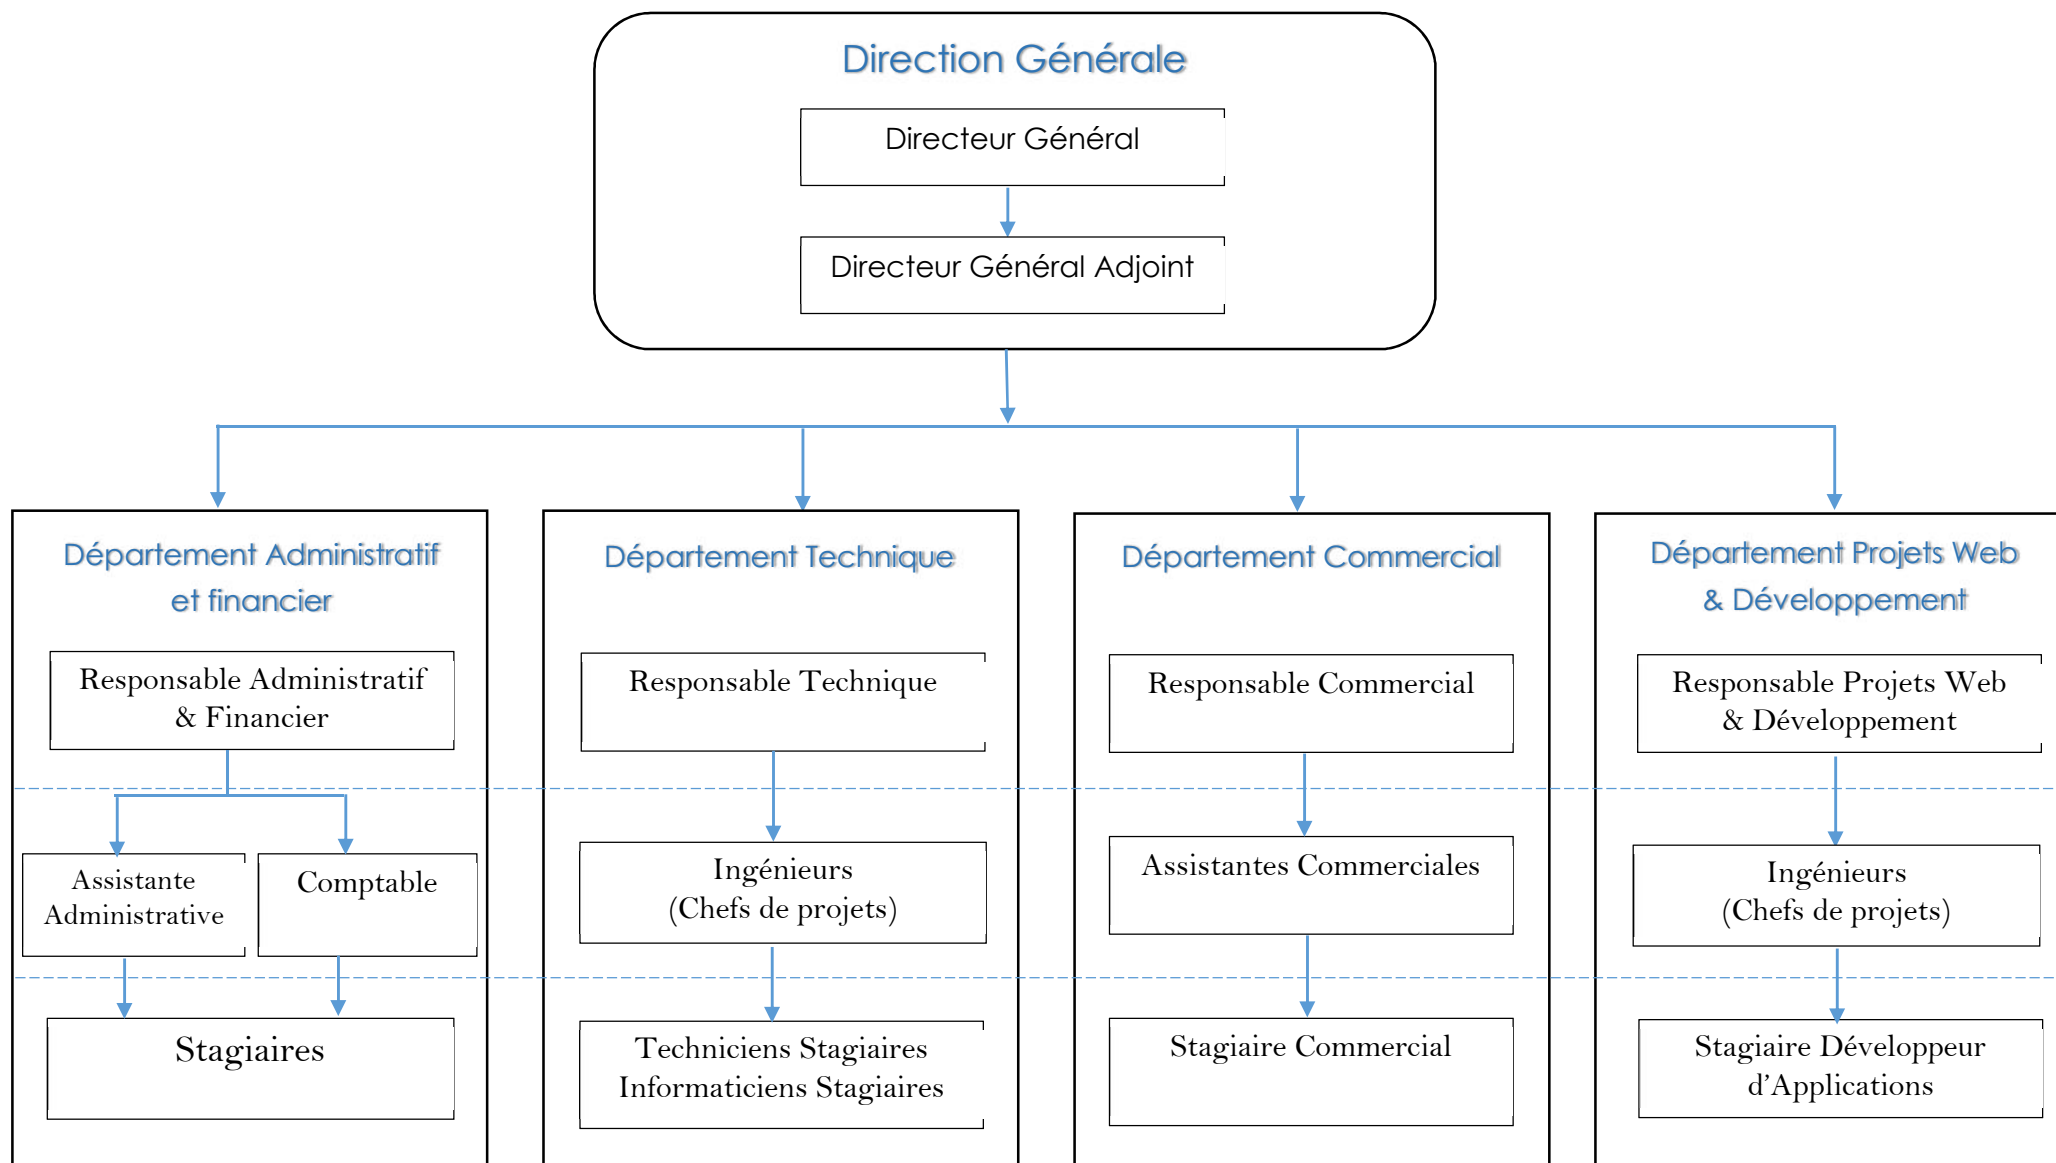 Direction Générale
Directeur Général
Directeur Général Adjoint
Département Administratif
et financier
Responsable Administratif
& Financier
Assistante
Administrative
Comptable
Stagiaires
Département Technique
Responsable Technique
Ingénieurs
(Chefs de projets)
Techniciens Stagiaires
Informaticiens Stagiaires
Département Commercial
Responsable Commercial
Assistantes Commerciales
Stagiaire Commercial
Département Projets Web
& Développement
Responsable Projets Web
& Développement
Ingénieurs
(Chefs de projets)
Stagiaire Développeur
d’Applications